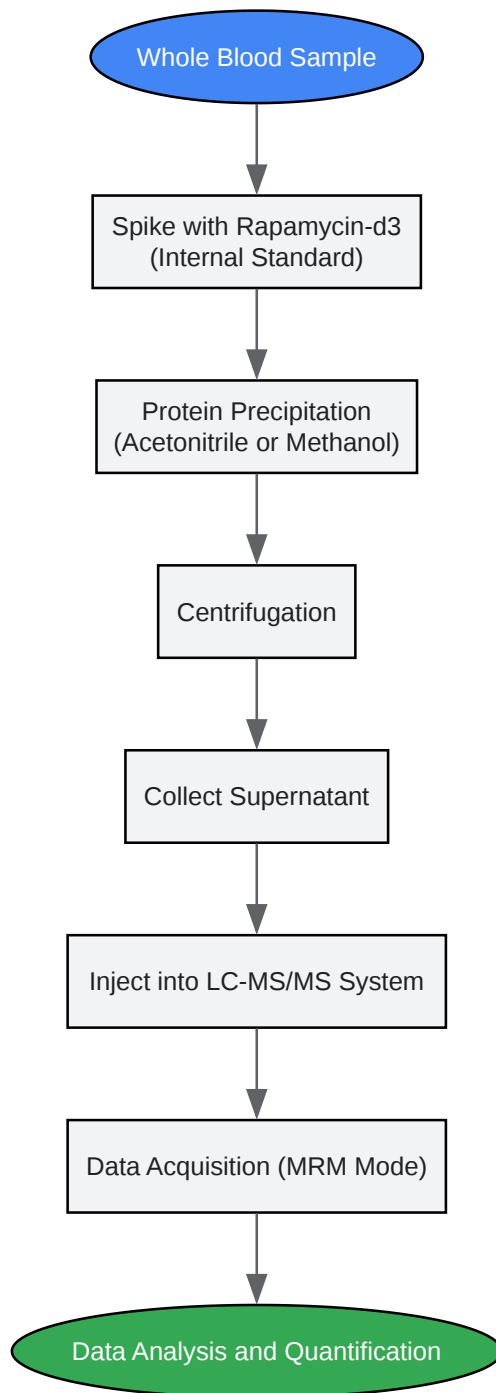 Whole Blood Sample
Spike with Rapamycin-d3
(Internal Standard)
Protein Precipitation
(Acetonitrile or Methanol)
Centrifugation
Collect Supernatant
Inject into LC-MS/MS System
Data Acquisition (MRM Mode)
Data Analysis and Quantification